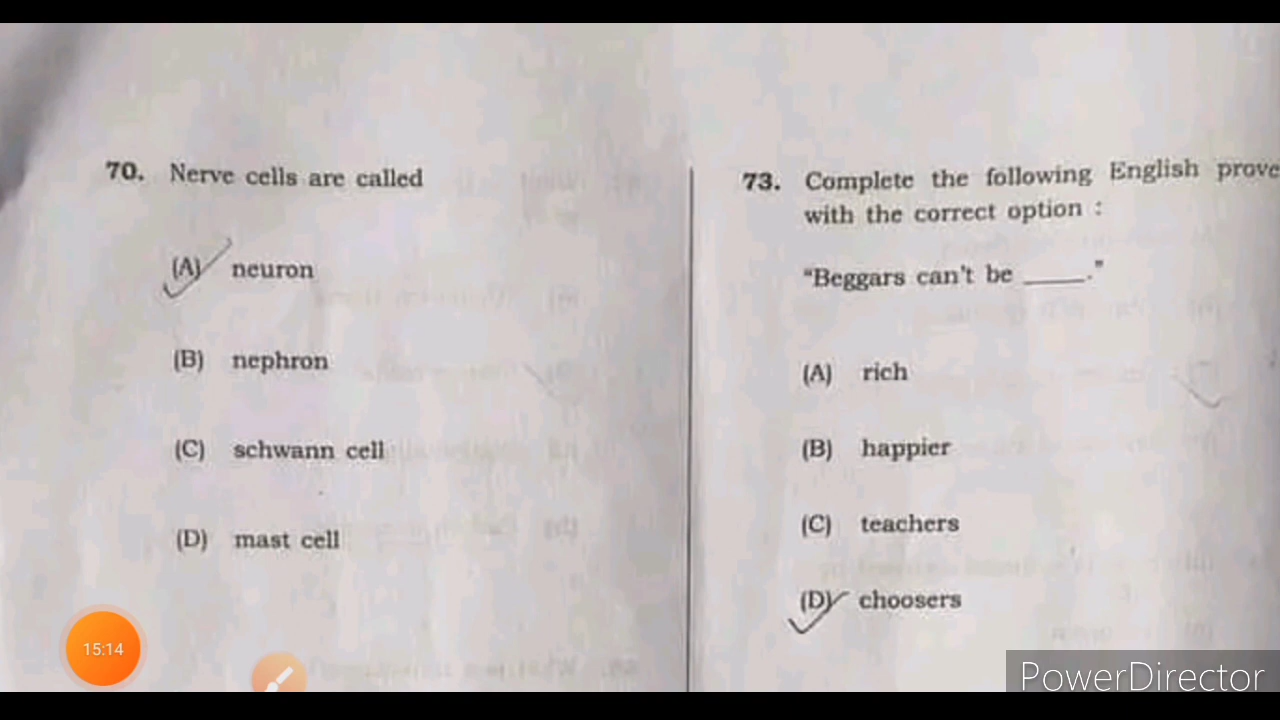 70. Nerve cells are called
(A) neuron
(B) nephron
(C) schwann cell
(D) mast cell
73. Complete the following English prove
with the correct option :
"Beggars can't be ____."
(A) rich
(B) happier
(C) teachers
(D) choosers
15:14
PowerDirector